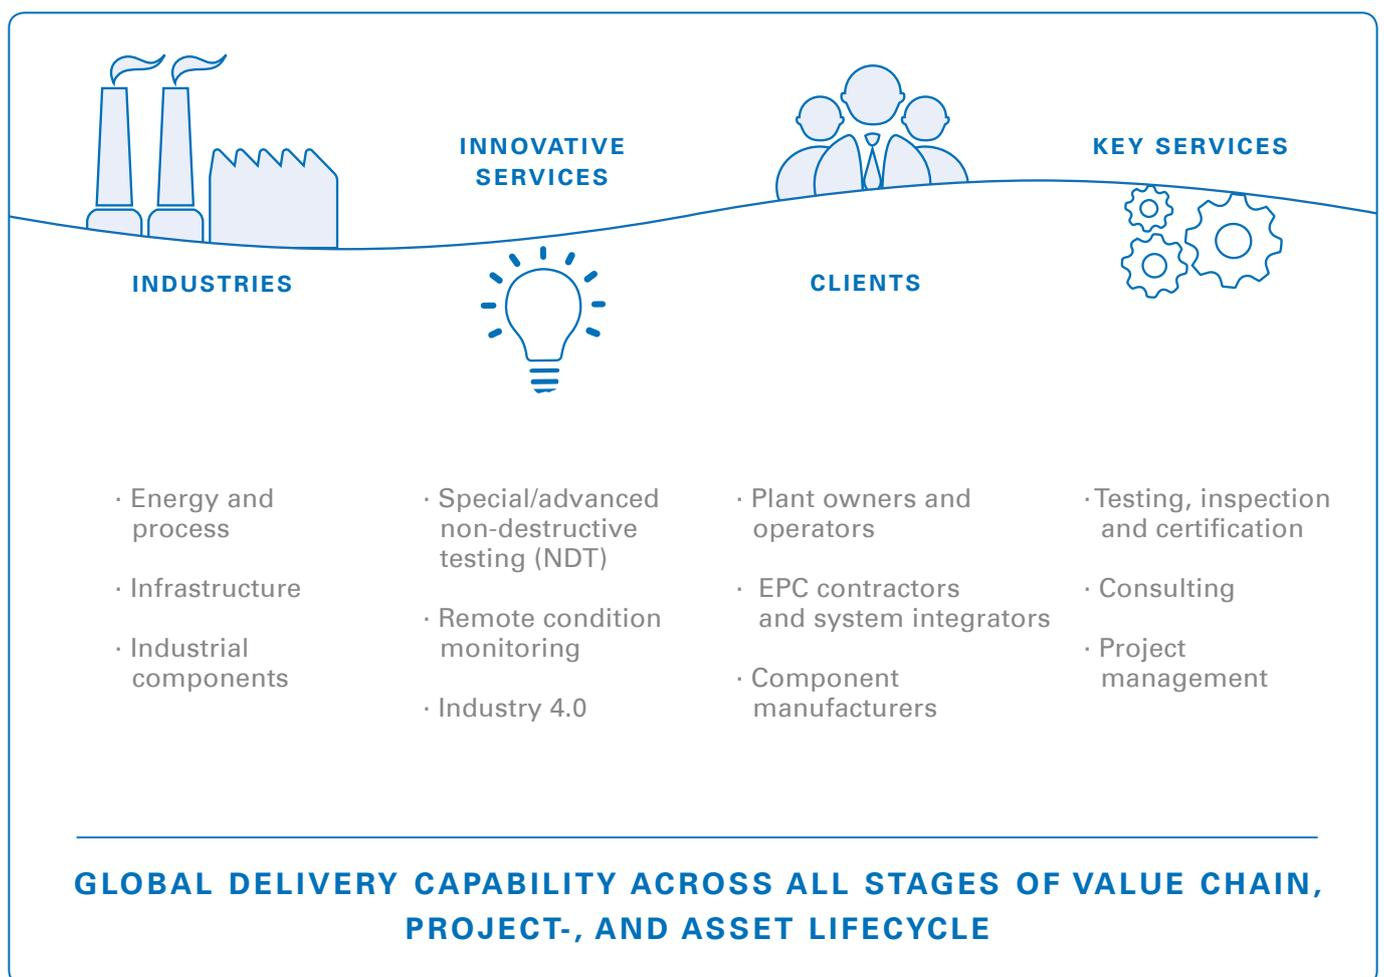 INNOVATIVE
SERVICES
KEY SERVICES
INDUSTRIES
CLIENTS
· Energy and
process
· Infrastructure
· Industrial
components
· Special/advanced
non-destructive
testing (NDT)
· Remote condition
monitoring
· Industry 4.0
· Plant owners and
operators
· EPC contractors
and system integrators
· Component
manufacturers
· Testing, inspection
and certification
· Consulting
· Project
management
GLOBAL DELIVERY CAPABILITY ACROSS ALL STAGES OF VALUE CHAIN,
PROJECT-, AND ASSET LIFECYCLE